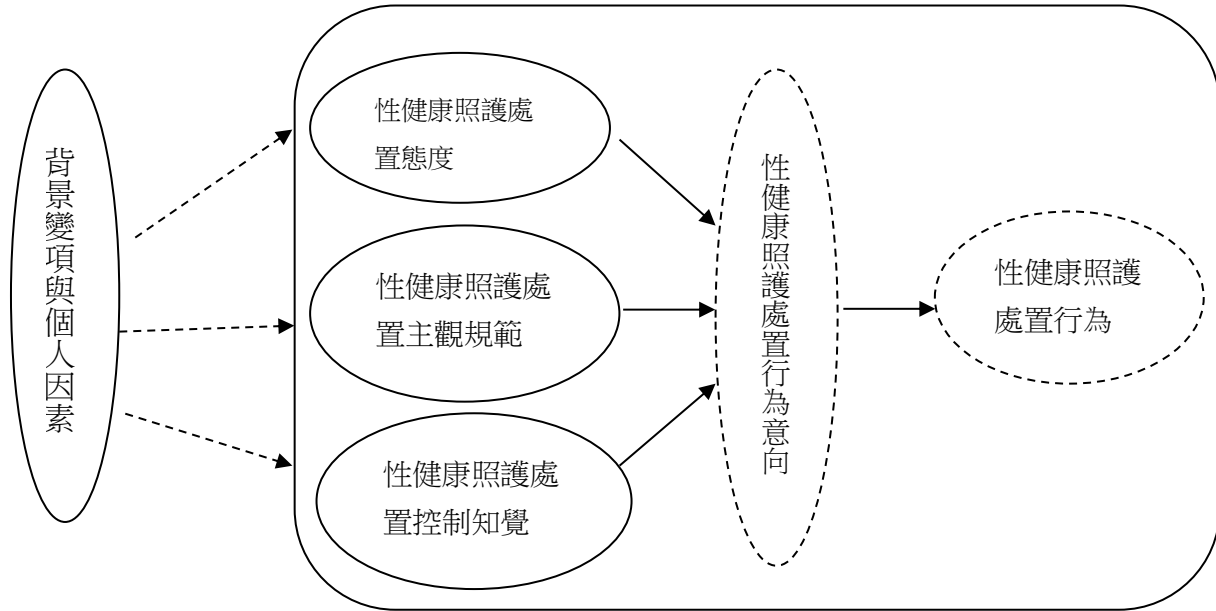 背景變項與個人因素
性健康照護處
置態度
性健康照護處
置主觀規範
性健康照護處
置控制知覺
性健康照護處置行為意向
性健康照護
處置行為